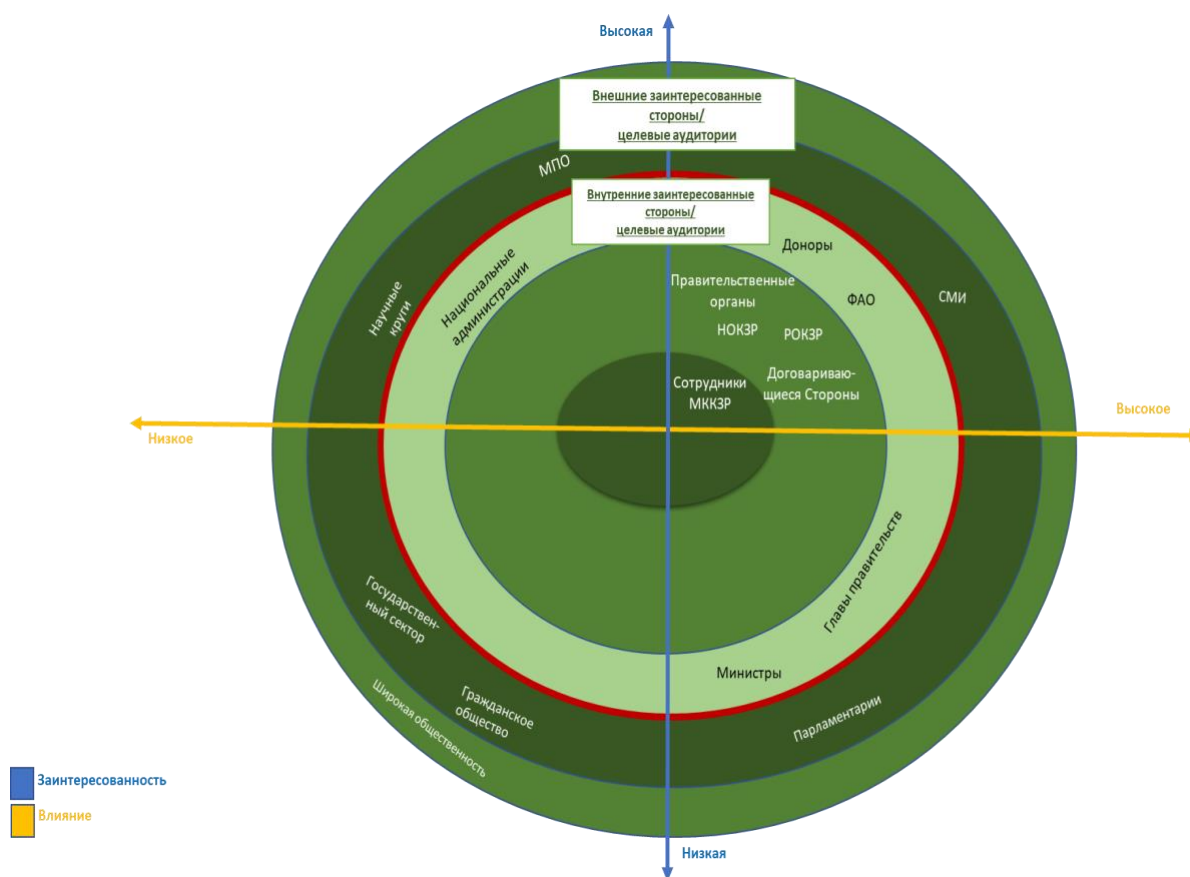 Высокая
Внешние заинтересованные
стороны/
целевые аудитории
МПО
Внутренние заинтересованные
стороны/
целевые аудитории
Доноры
Национальные
администрации
Правительственные
органы
ФАО
СМИ
Научные
круги
НОКЗР
РОКЗР
Договариваю-
щиеся Стороны
Сотрудники
МККЗР
Высокое
Низкое
Главы правительств
Государствен-
ный сектор
Министры
Гражданское
общество
Парламентарии
Широкая общественность
Заинтересованность
Влияние
Низкая